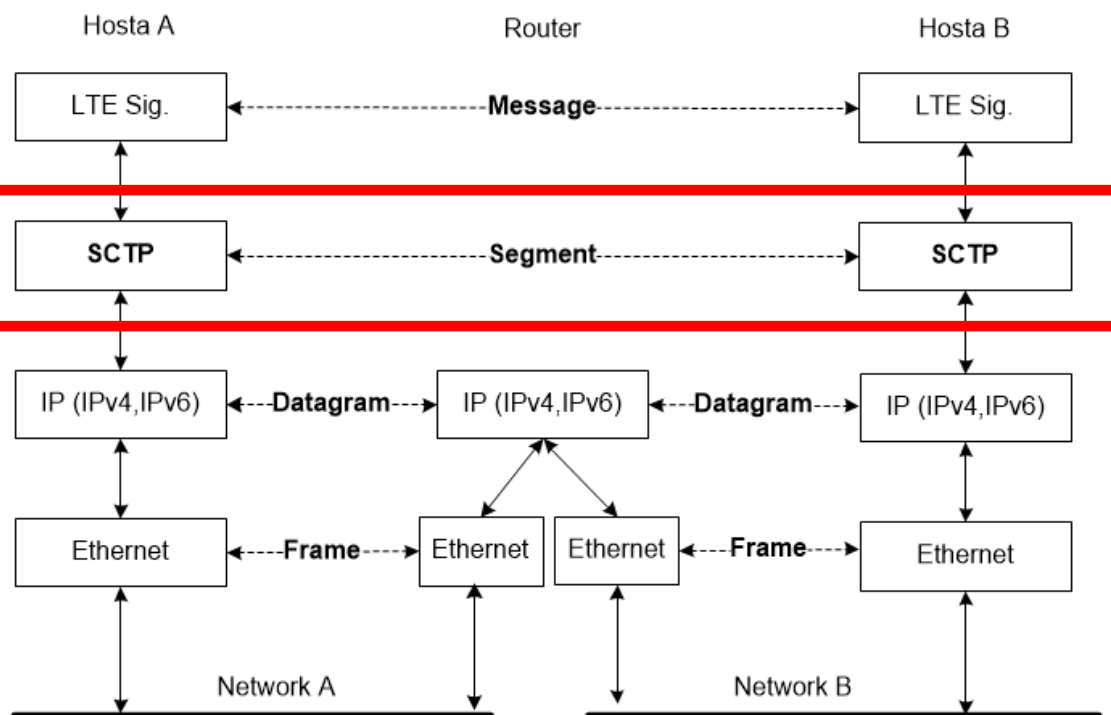 Hosta A Router Hosta B
LTE Sig. Message LTE Sig.
SCTP Segment SCTP
IP (IPv4,IPv6) Datagram IP (IPv4,IPv6) Datagram IP (IPv4,IPv6)
Ethernet Frame Ethernet Ethernet Frame Ethernet
Network A Network B